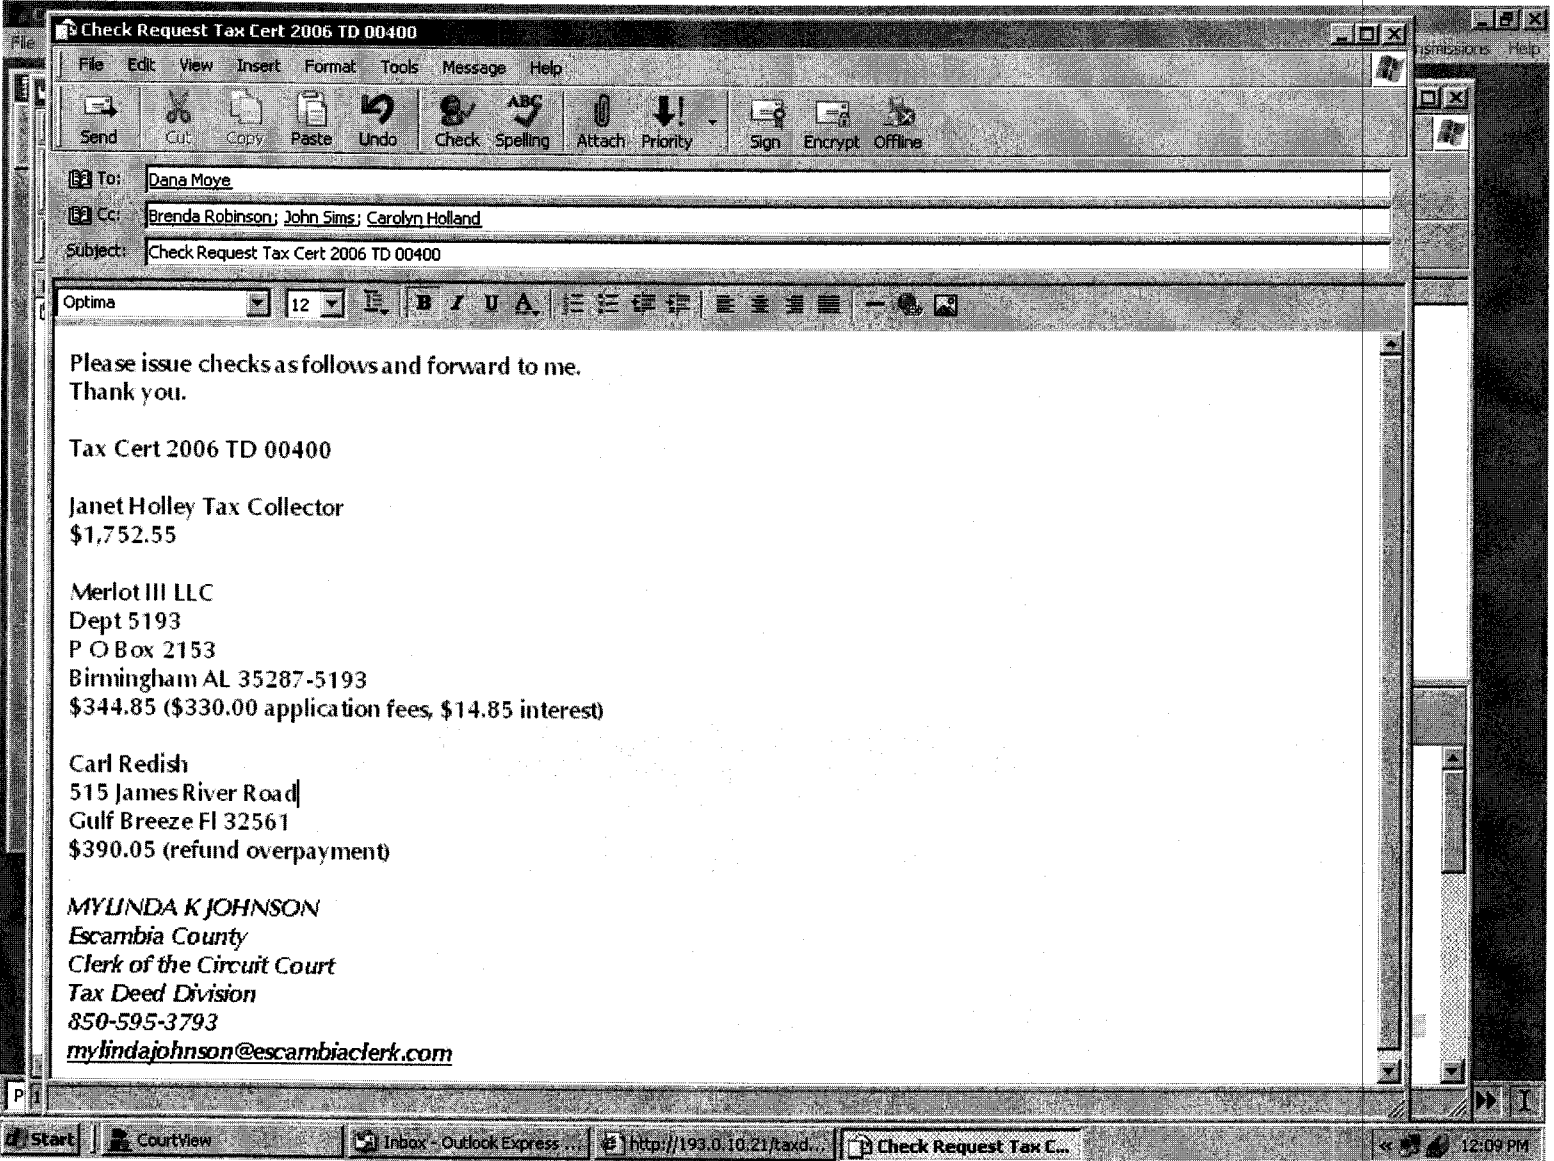 Check Request Tax Cert 2006 TD 00400
File Edit View Insert Format Tools Message Help
Send Cut Copy Paste Undo Check Spelling Attach Priority Sign Encrypt Offline
To: Dana Moye
Cc: Brenda Robinson; John Sims; Carolyn Holland
Subject: Check Request Tax Cert 2006 TD 00400
Optima 12 B I U A
Please issue checks as follows and forward to me.
Thank you.
Tax Cert 2006 TD 00400
Janet Holley Tax Collector
$1,752.55
Merlot III LLC
Dept 5193
P O Box 2153
Birmingham AL 35287-5193
$344.85 ($330.00 application fees, $14.85 interest)
Carl Redish
515 James River Road
Gulf Breeze Fl 32561
$390.05 (refund overpayment)
MYLINDA K JOHNSON
Escambia County
Clerk of the Circuit Court
Tax Deed Division
850-595-3793
mylindajohnson@escambiaclerk.com
Start CourtView Inbox - Outlook Express ... http://193.0.10.21/taxd... Check Request Tax C... 12:09 PM